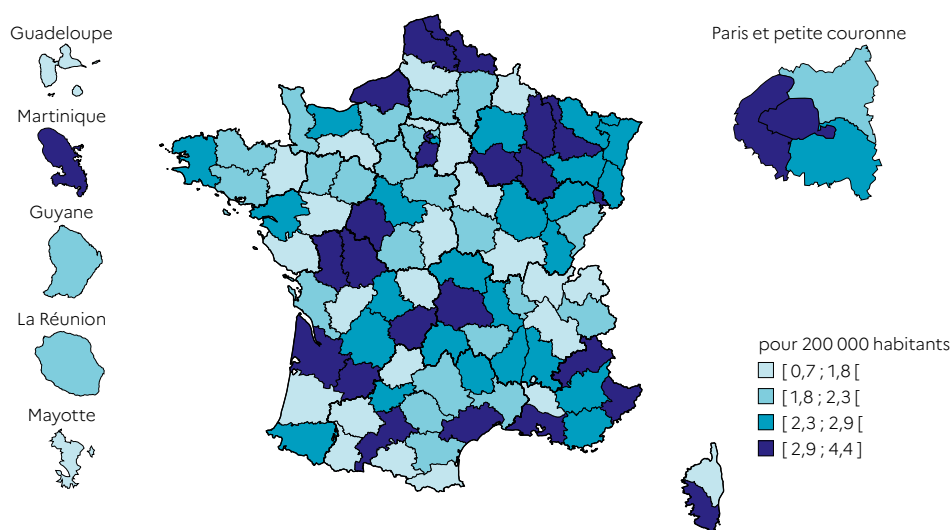 Guadeloupe
Martinique
Guyane
La Réunion
Mayotte
Paris et petite couronne
pour 200 000 habitants
[ 0,7 ; 1,8 [
[ 1,8 ; 2,3 [
[ 2,3 ; 2,9 [
[ 2,9 ; 4,4 ]